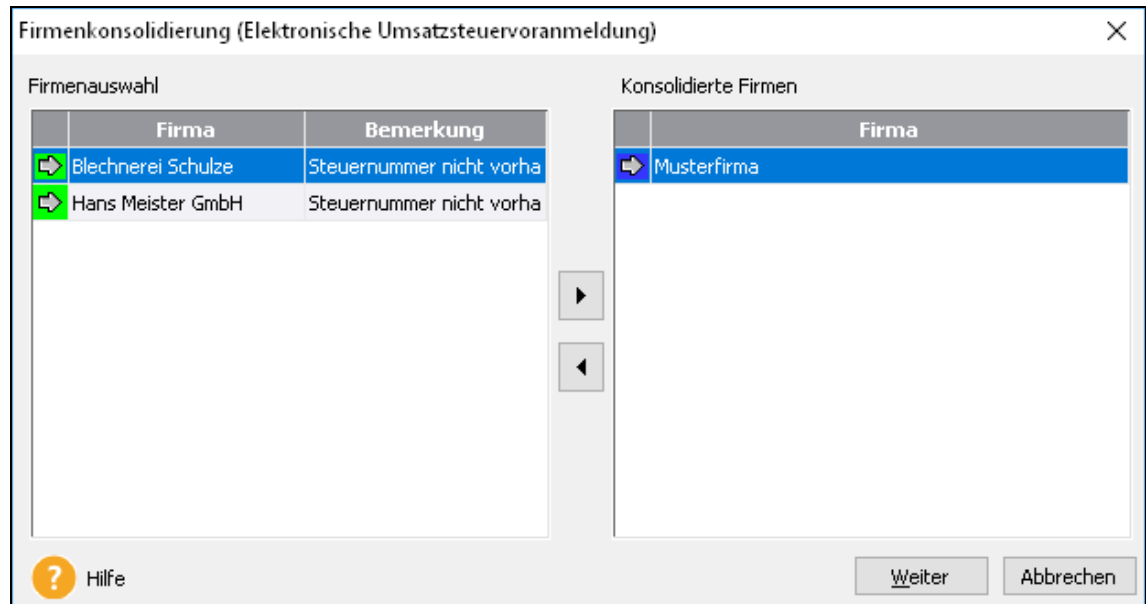 Firmenkonsolidierung (Elektronische Umsatzsteuervoranmeldung)
Firmenauswahl
Firma Bemerkung
Blechnerei Schulze Steuernummer nicht vorha
Hans Meister GmbH Steuernummer nicht vorha
Konsolidierte Firmen
Firma
Musterfirma
? Hilfe
Weiter Abbrechen